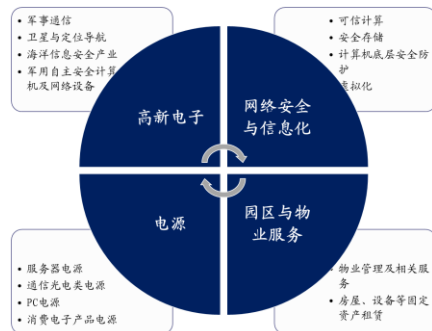 • 军事通信
• 卫星与定位导航
• 海洋信息安全产业
• 军用自主安全计算
机及网络设备
• 可信计算
• 安全存储
• 计算机底层安全防
护
• 虚拟化
高新电子
网络安全
与信息化
电源
园区与物
业服务
• 服务器电源
• 通信光电类电源
• PC电源
• 消费电子产品电源
• 物业管理及相关服
务
• 房屋、设备等固定
资产租赁